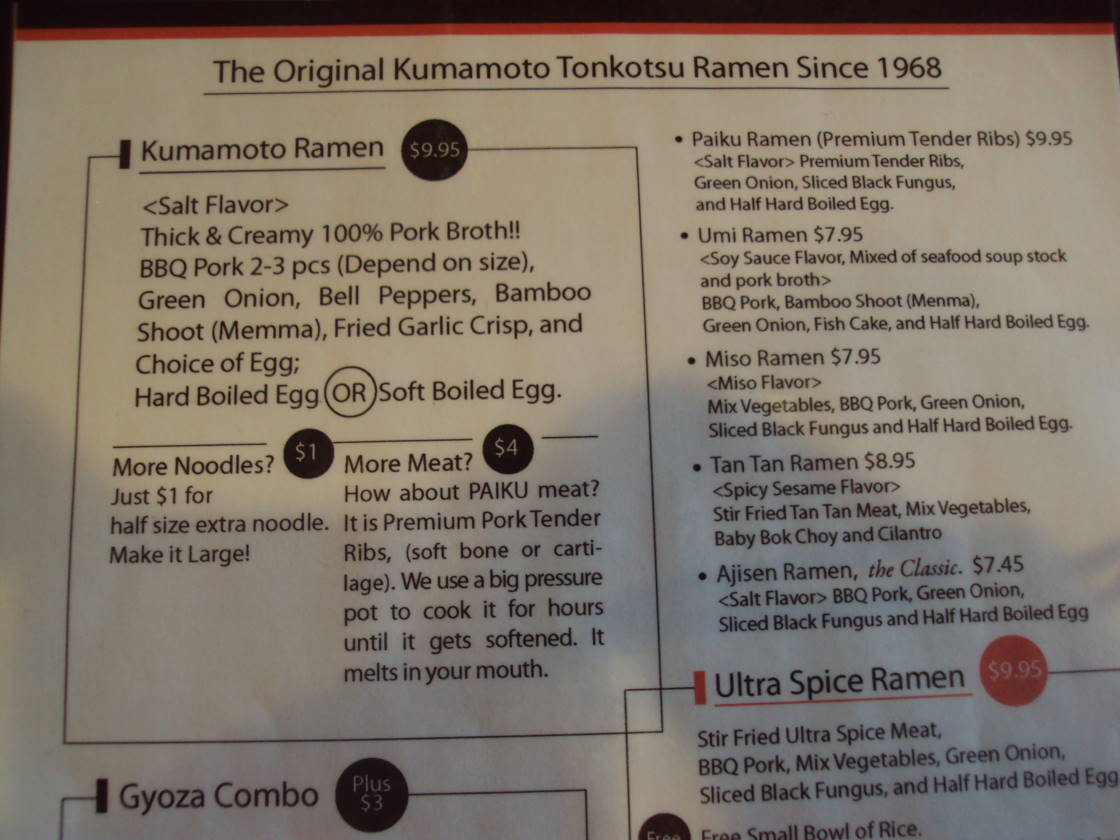 The Original Kumamoto Tonkotsu Ramen Since 1968
Kumamoto Ramen $9.95
<Salt Flavor>
Thick & Creamy 100% Pork Broth!!
BBQ Pork 2-3 pcs (Depend on size),
Green Onion, Bell Peppers, Bamboo
Shoot (Memma), Fried Garlic Crisp, and
Choice of Egg;
Hard Boiled Egg OR Soft Boiled Egg.
More Noodles? $1
Just $1 for
half size extra noodle.
Make it Large!
More Meat? $4
How about PAIKU meat?
It is Premium Pork Tender
Ribs, (soft bone or carti-
lage). We use a big pressure
pot to cook it for hours
until it gets softened. It
melts in your mouth.
Gyoza Combo Plus
$3
• Paiku Ramen (Premium Tender Ribs) $9.95
<Salt Flavor> Premium Tender Ribs,
Green Onion, Sliced Black Fungus,
and Half Hard Boiled Egg.
• Umi Ramen $7.95
<Soy Sauce Flavor, Mixed of seafood soup stock
and pork broth>
BBQ Pork, Bamboo Shoot (Menma),
Green Onion, Fish Cake, and Half Hard Boiled Egg.
• Miso Ramen $7.95
<Miso Flavor>
Mix Vegetables, BBQ Pork, Green Onion,
Sliced Black Fungus and Half Hard Boiled Egg.
• Tan Tan Ramen $8.95
<Spicy Sesame Flavor>
Stir Fried Tan Tan Meat, Mix Vegetables,
Baby Bok Choy and Cilantro
• Ajisen Ramen, the Classic. $7.45
<Salt Flavor> BBQ Pork, Green Onion,
Sliced Black Fungus and Half Hard Boiled Egg
Ultra Spice Ramen $9.95
Stir Fried Ultra Spice Meat,
BBQ Pork, Mix Vegetables, Green Onion,
Sliced Black Fungus, and Half Hard Boiled Egg
Free Free Small Bowl of Rice.